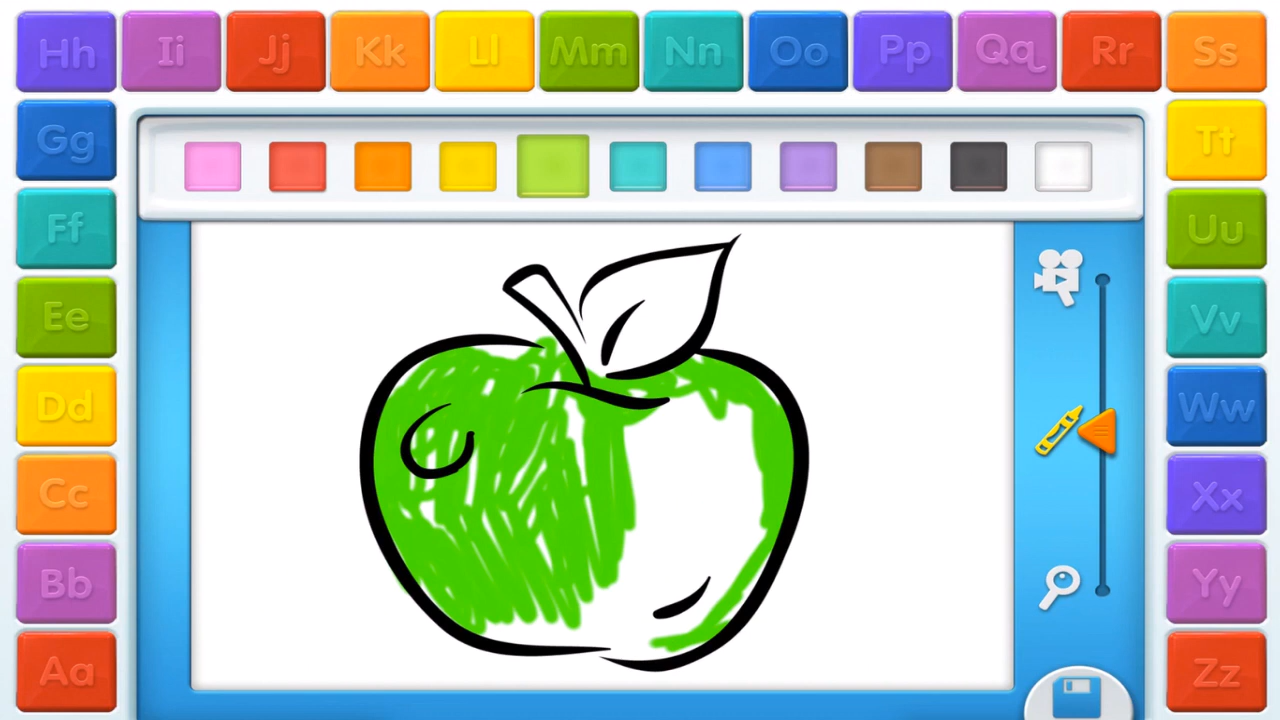 Hh Ii Jj Kk Ll Mm Nn Oo Pp Qq Rr Ss
Gg Tt
Ff Uu
Ee Vv
Dd Ww
Cc Xx
Bb Yy
Aa Zz